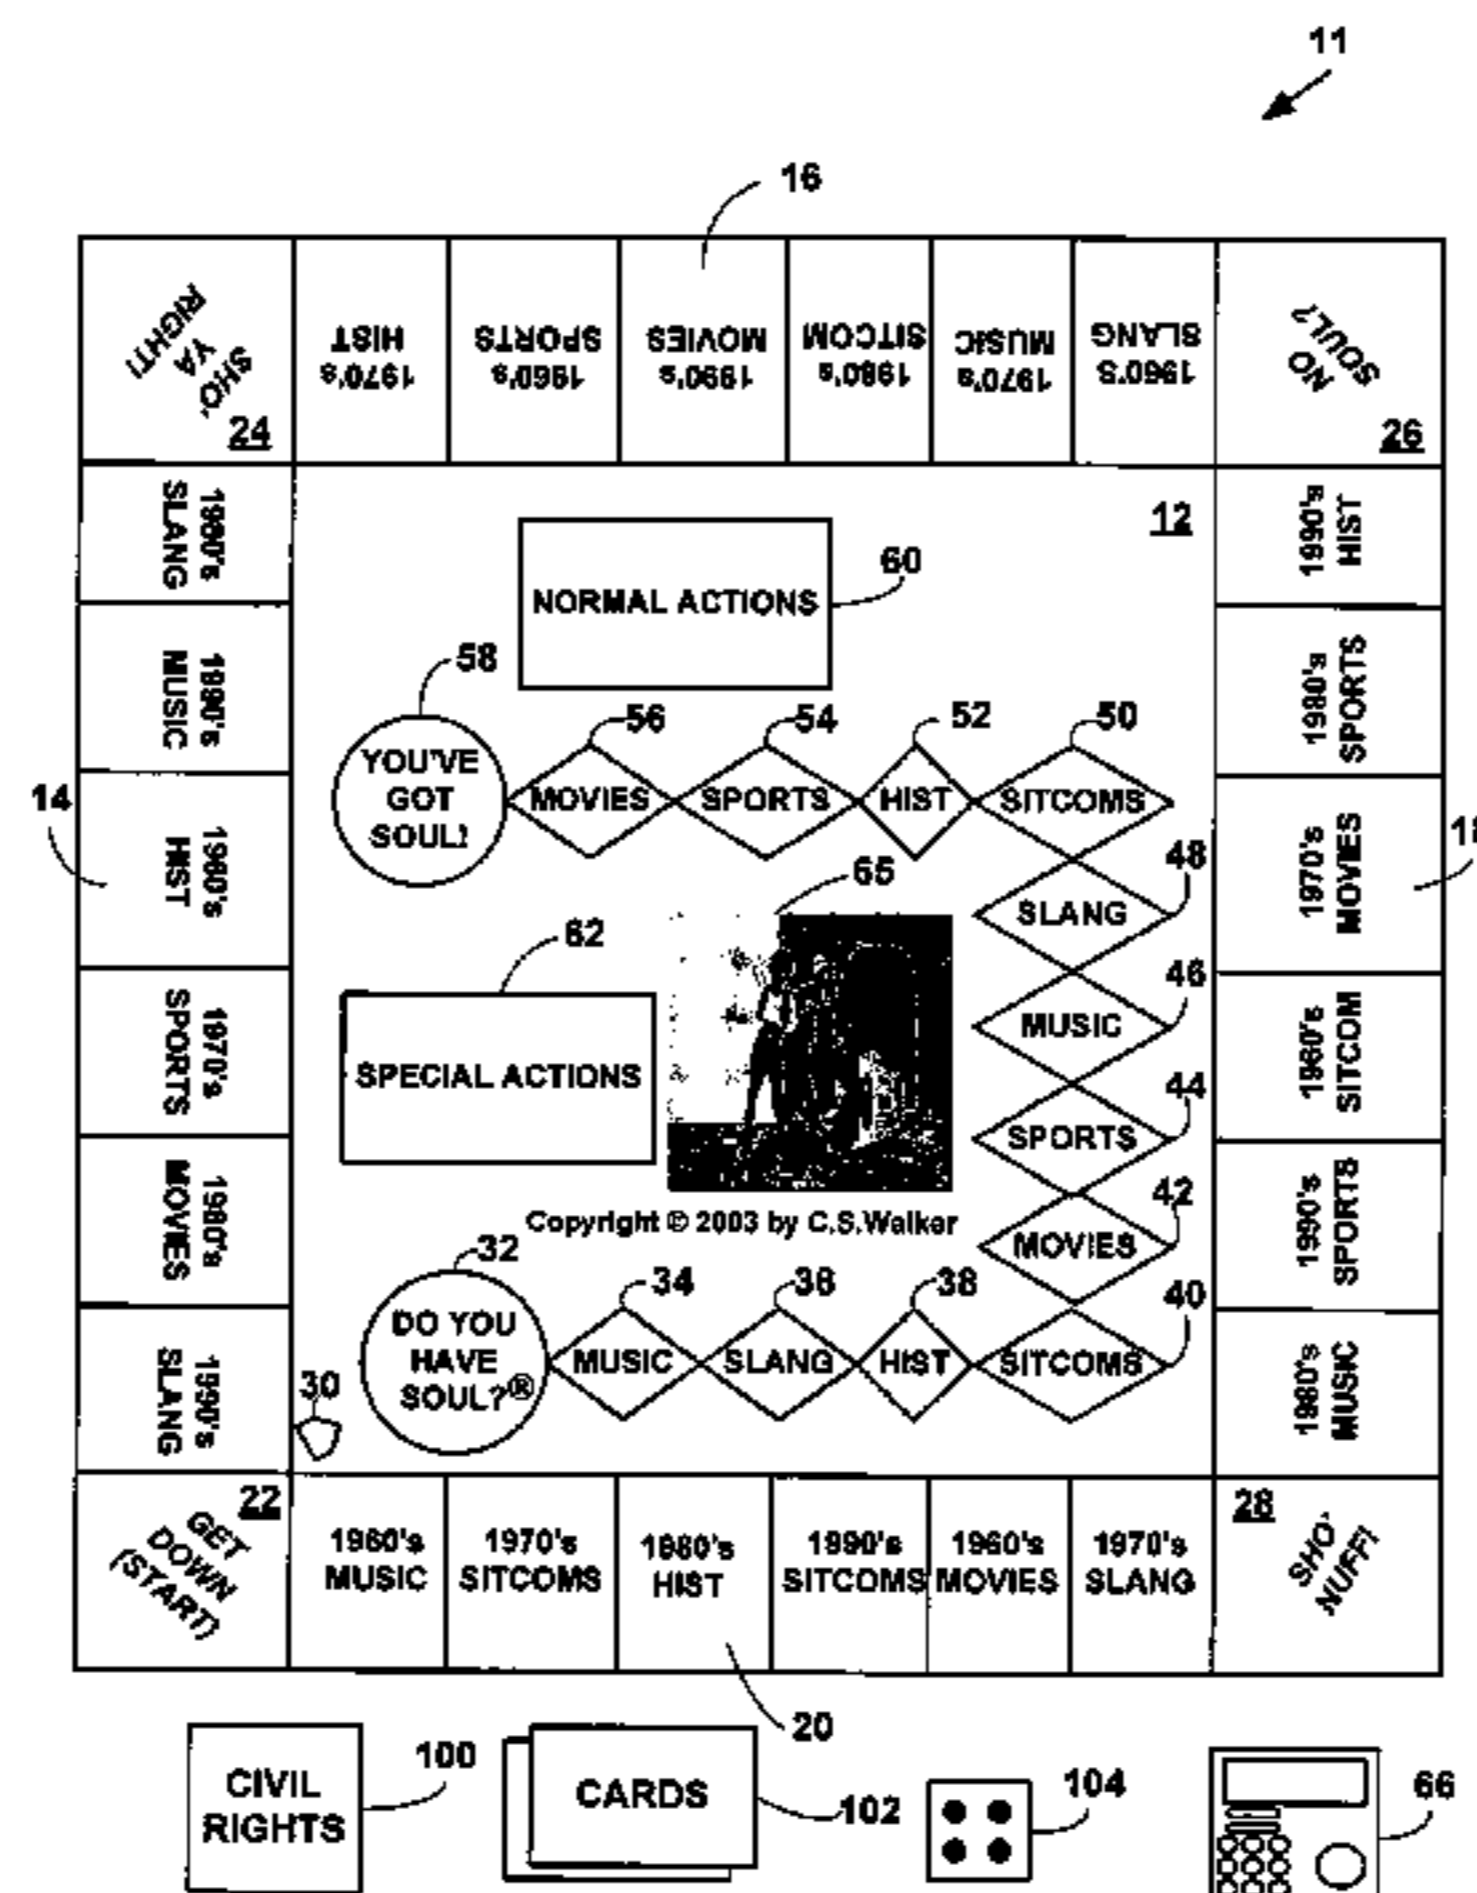 11
16
SHO'
YA
RIGHT!
24
1970's
HIST
1960's
SPORTS
1990's
MOVIES
1980's
SITCOM
1970's
MUSIC
1960'S
SLANG
NO
SOUL?
26
1980's
SLANG
1990's
MUSIC
14
1960's
HIST
1970's
SPORTS
1980's
MOVIES
1990's
SLANG
12
NORMAL ACTIONS
60
58
56
54
52
50
YOU'VE
GOT
SOUL!
MOVIES
SPORTS
HIST
SITCOMS
65
48
SLANG
62
46
MUSIC
SPECIAL ACTIONS
44
SPORTS
42
MOVIES
Copyright © 2003 by C.S.Walker
32
34
36
38
40
DO YOU
HAVE
SOUL?®
MUSIC
SLANG
HIST
SITCOMS
30
1990's
HIST
1980's
SPORTS
1970's
MOVIES
1960's
SITCOM
1990's
SPORTS
1980's
MUSIC
22
GET
DOWN
(START)
1960's
MUSIC
1970's
SITCOMS
1980's
HIST
1990's
SITCOMS
1960's
MOVIES
1970's
SLANG
28
SHO'
NUFF!
20
CIVIL
RIGHTS
100
CARDS
102
104
66